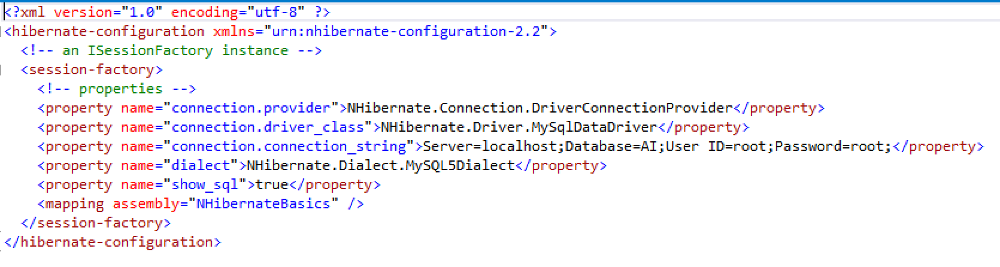 <?xml version="1.0" encoding="utf-8" ?>
<hibernate-configuration xmlns="urn:nhibernate-configuration-2.2">
  <!-- an ISessionFactory instance -->
  <session-factory>
    <!-- properties -->
    <property name="connection.provider">NHibernate.Connection.DriverConnectionProvider</property>
    <property name="connection.driver_class">NHibernate.Driver.MySqlDataDriver</property>
    <property name="connection.connection_string">Server=localhost;Database=AI;User ID=root;Password=root;</property>
    <property name="dialect">NHibernate.Dialect.MySQL5Dialect</property>
    <property name="show_sql">true</property>
    <mapping assembly="NHibernateBasics" />
  </session-factory>
</hibernate-configuration>